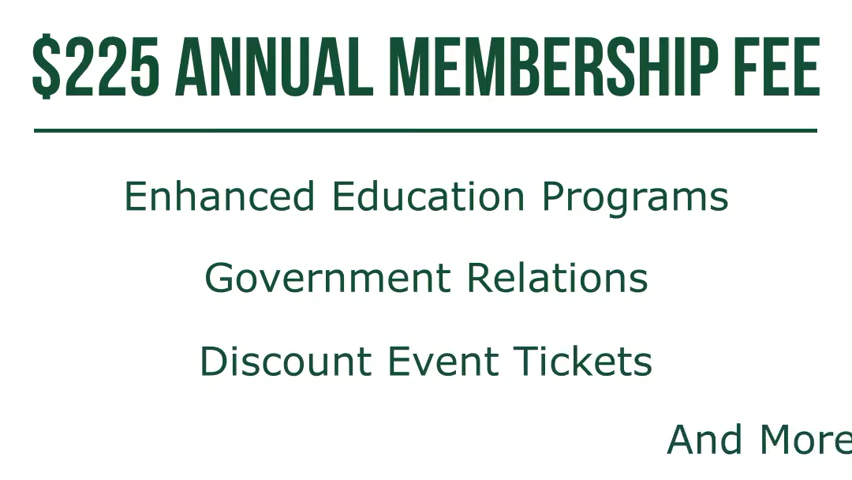 $225 ANNUAL MEMBERSHIP FEE
Enhanced Education Programs
Government Relations
Discount Event Tickets
And More